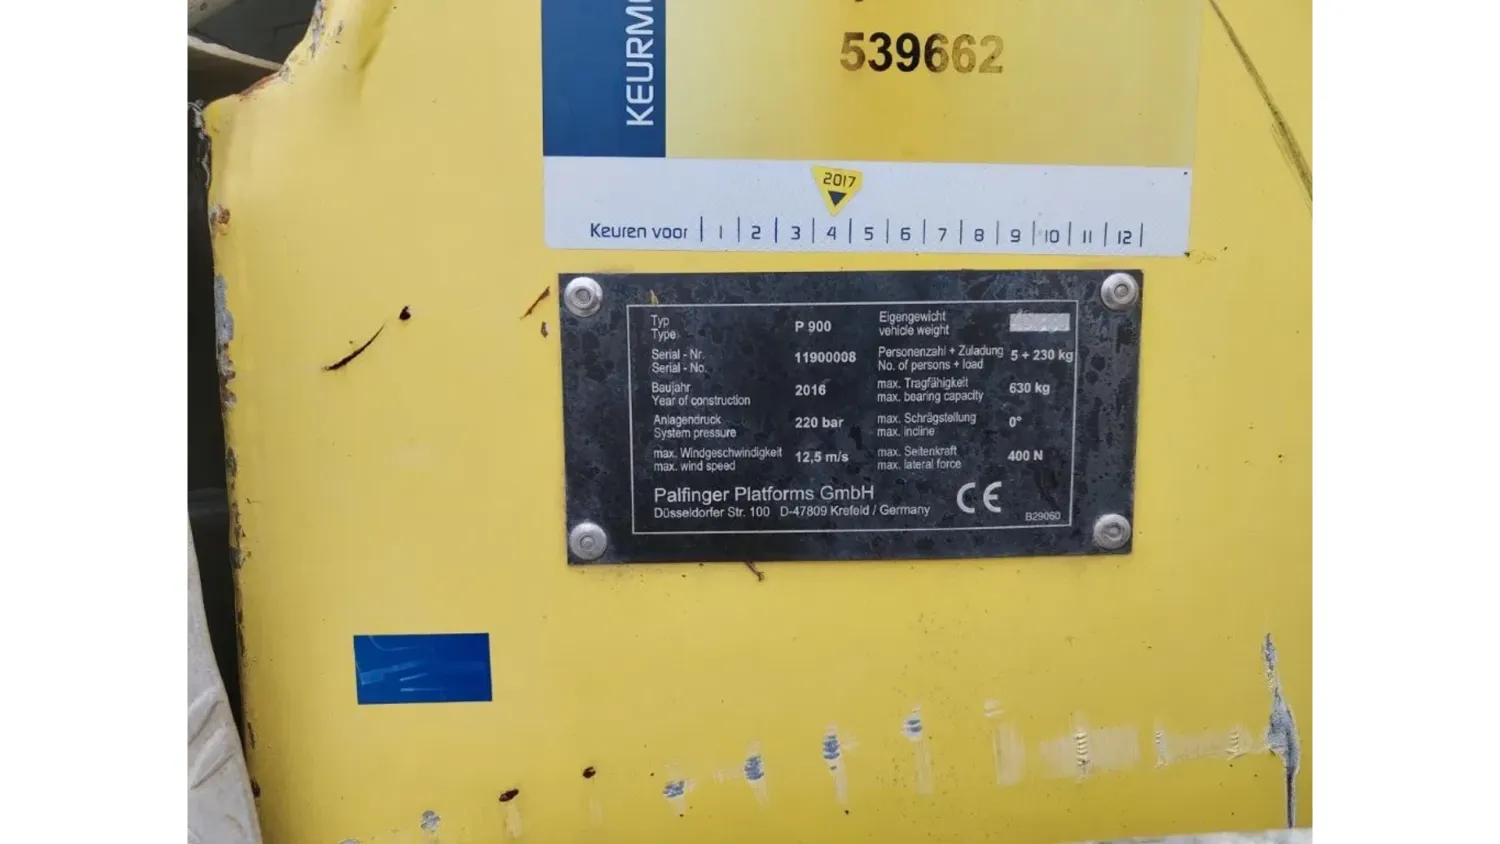 539662
KEURM
2017
Keuren voor | 1 | 2 | 3 | 4 | 5 | 6 | 7 | 8 | 9 | 10 | 11 | 12 |
Typ
Type
P 900
Serial - Nr.
Serial - No.
11900008
Baujahr
Year of construction
2016
Anlagendruck
System pressure
220 bar
max. Windgeschwindigkeit
max. wind speed
12,5 m/s
Eigengewicht
vehicle weight
Personenzahl + Zuladung
No. of persons + load
5 + 230 kg
max. Tragfähigkeit
max. bearing capacity
630 kg
max. Schrägstellung
max. incline
0°
max. Seitenkraft
max. lateral force
400 N
Palfinger Platforms GmbH
Düsseldorfer Str. 100 D-47809 Krefeld / Germany
CE
B29060